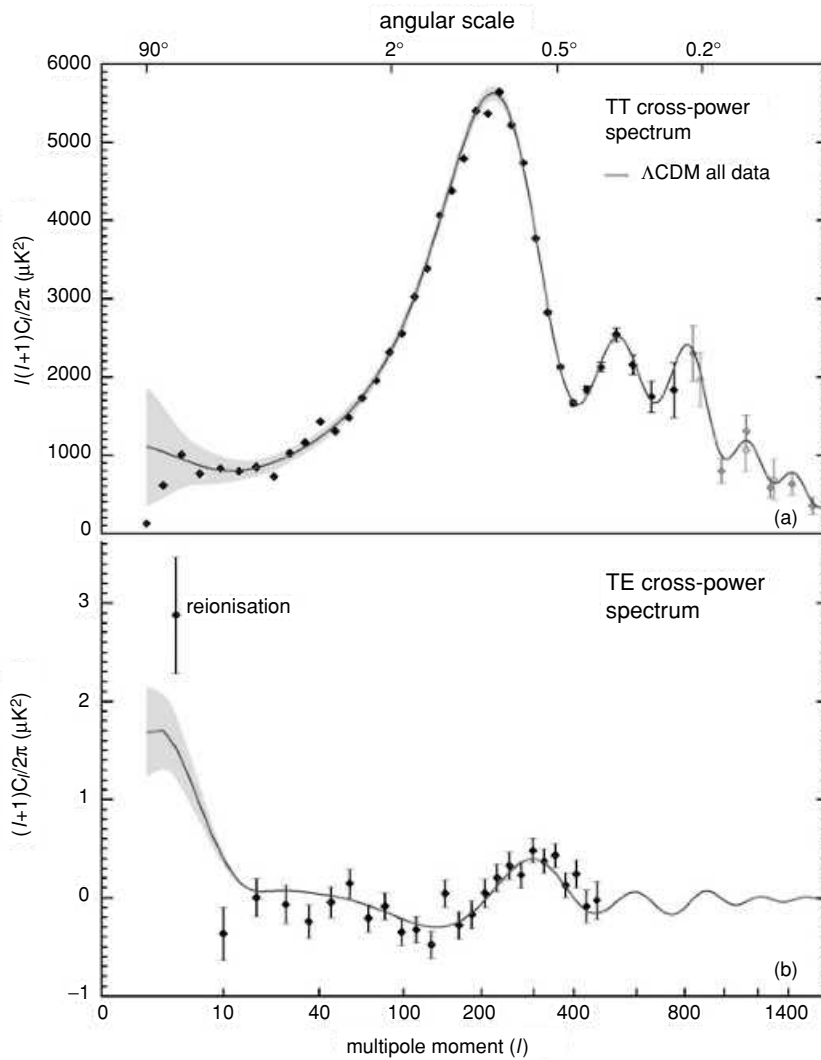 angular scale
90° 2° 0.5° 0.2°
6000
TT cross-power
spectrum
ΛCDM all data
5000
4000
l(l+1)Cl/2π (μK²)
3000
2000
1000
0
(a)
TE cross-power
spectrum
reionisation
3
2
(l+1)Cl/2π (μK²)
1
0
(b)
−1
0 10 40 100 200 400 800 1400
multipole moment (l)